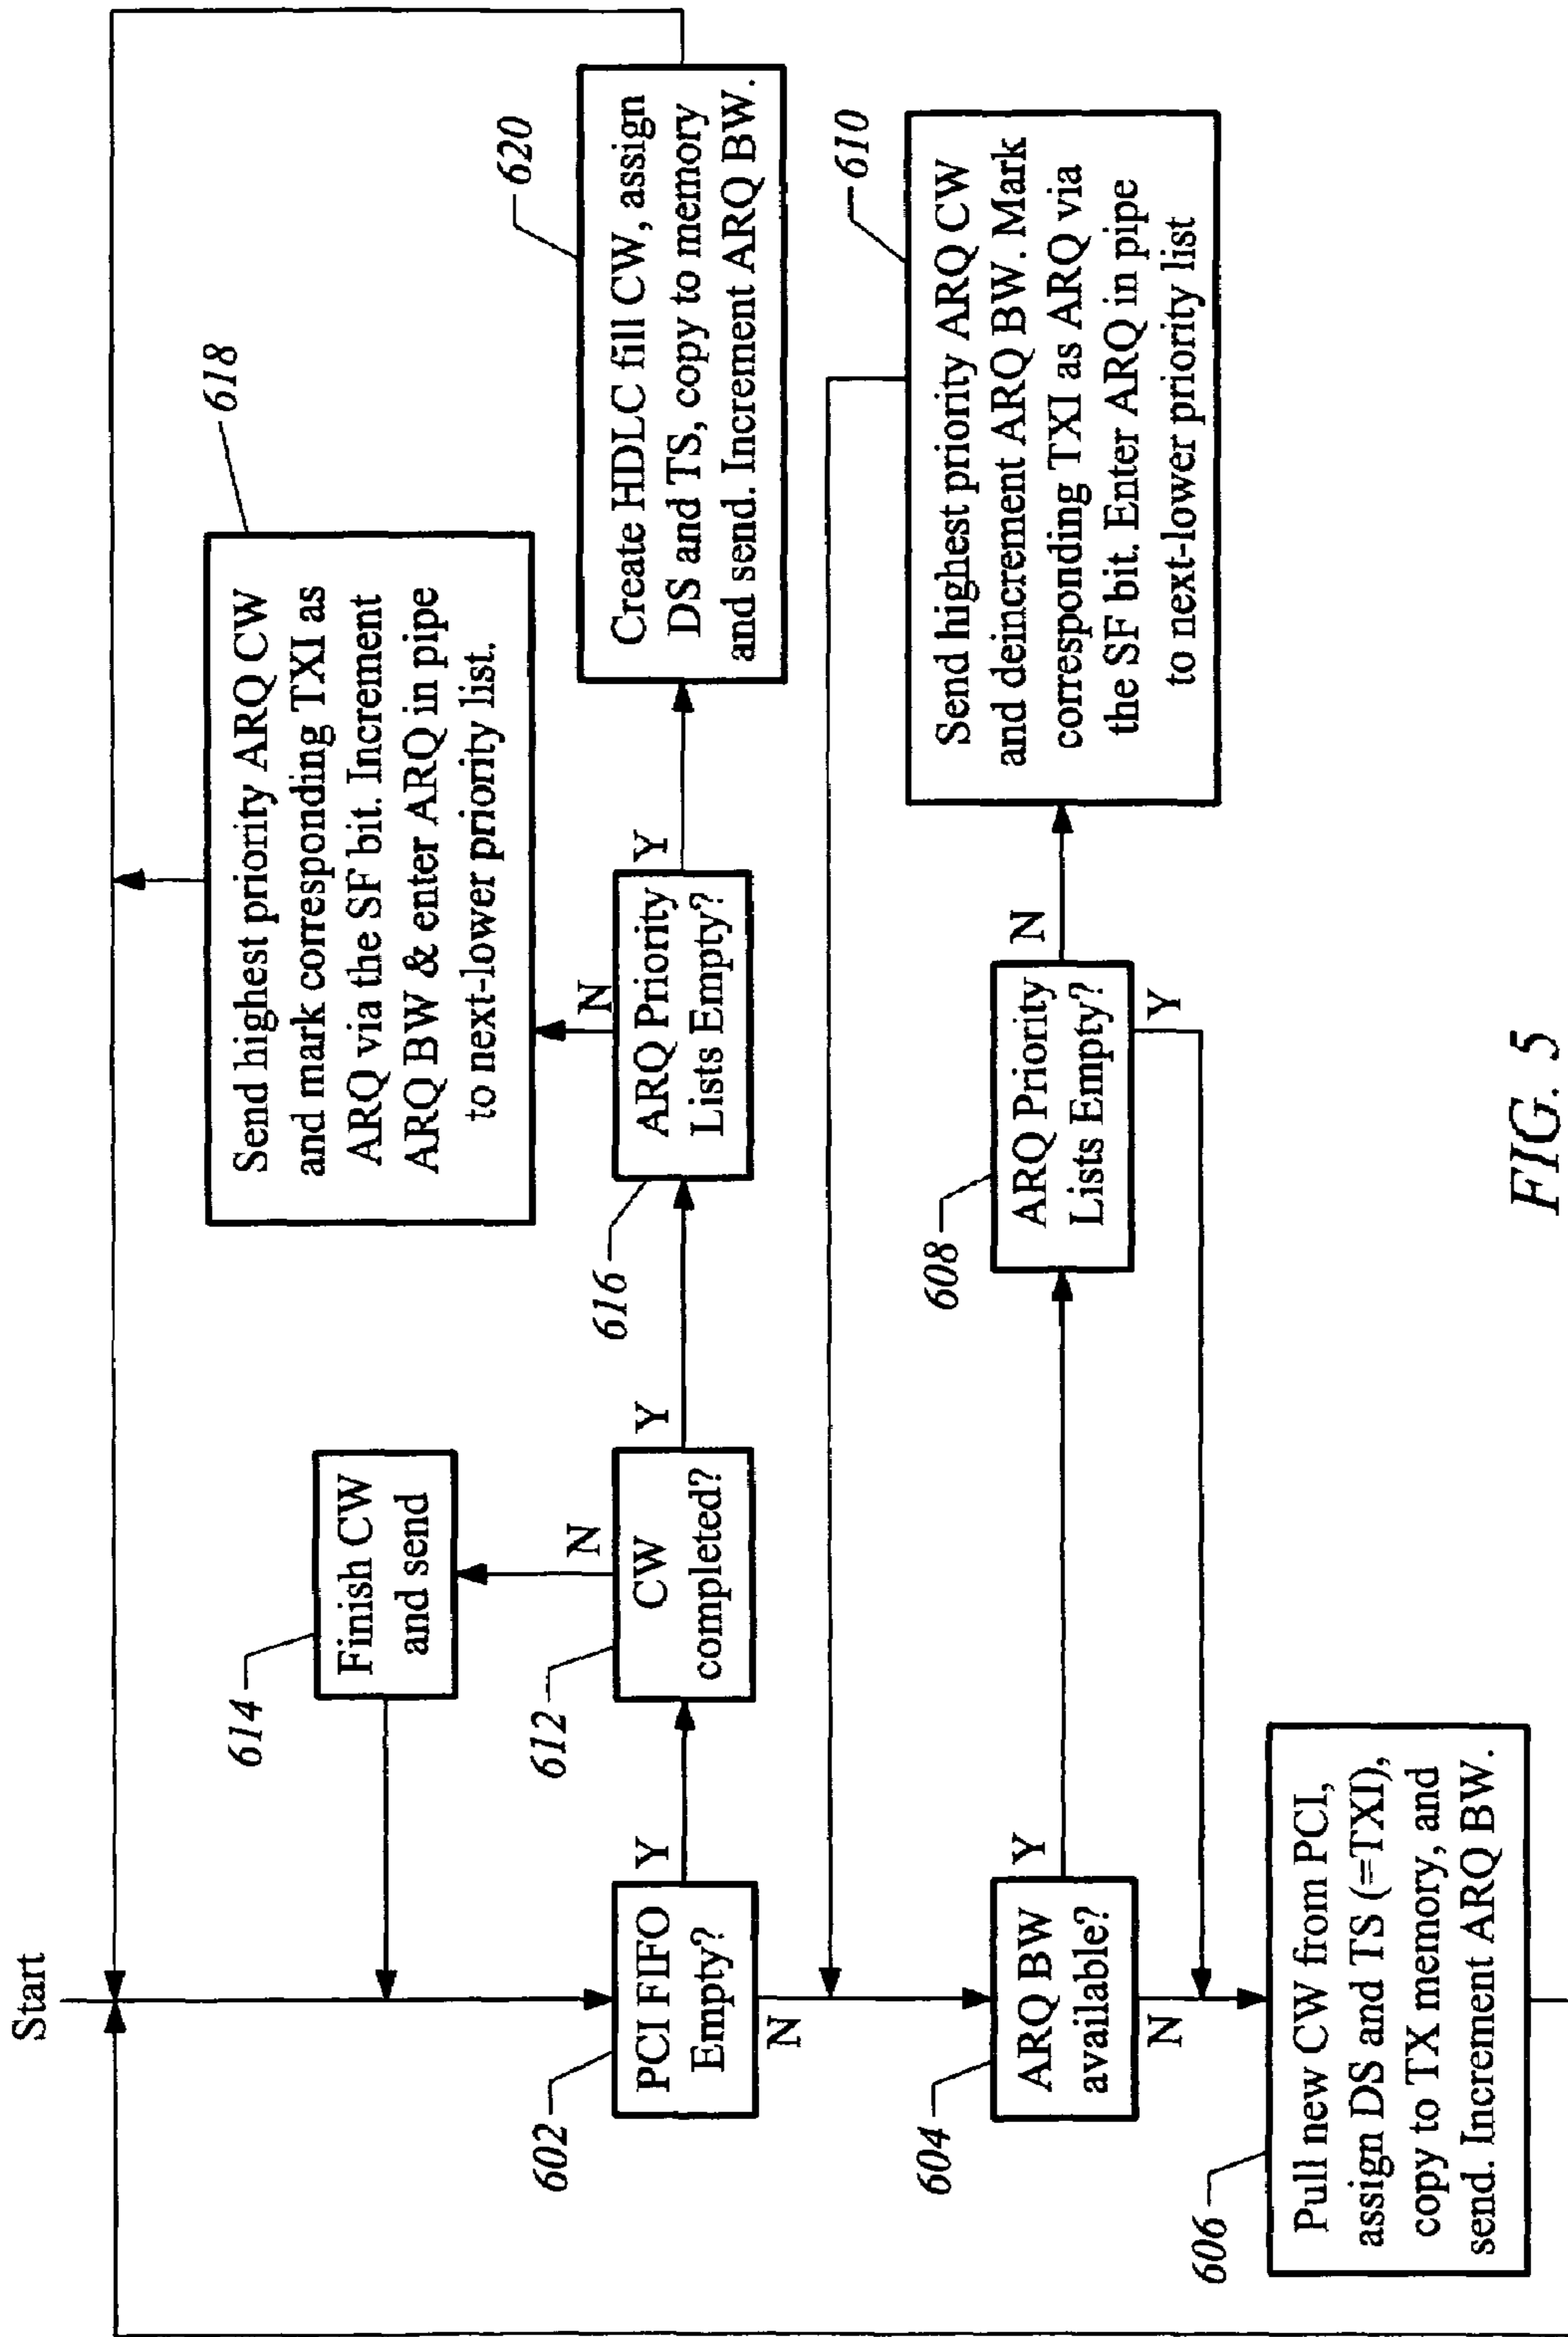 Start
602
PCI FIFO
Empty?
Y
N
612
CW
completed?
N
Y
614
Finish CW
and send
616
ARQ Priority
Lists Empty?
N
Y
618
Send highest priority ARQ CW
and mark corresponding TXI as
ARQ via the SF bit. Increment
ARQ BW & enter ARQ in pipe
to next-lower priority list.
620
Create HDLC fill CW, assign
DS and TS, copy to memory
and send. Increment ARQ BW.
604
ARQ BW
available?
Y
N
608
ARQ Priority
Lists Empty?
N
Y
610
Send highest priority ARQ CW
and deincrement ARQ BW. Mark
corresponding TXI as ARQ via
the SF bit. Enter ARQ in pipe
to next-lower priority list
606
Pull new CW from PCI,
assign DS and TS (=TXI),
copy to TX memory, and
send. Increment ARQ BW.
FIG. 5